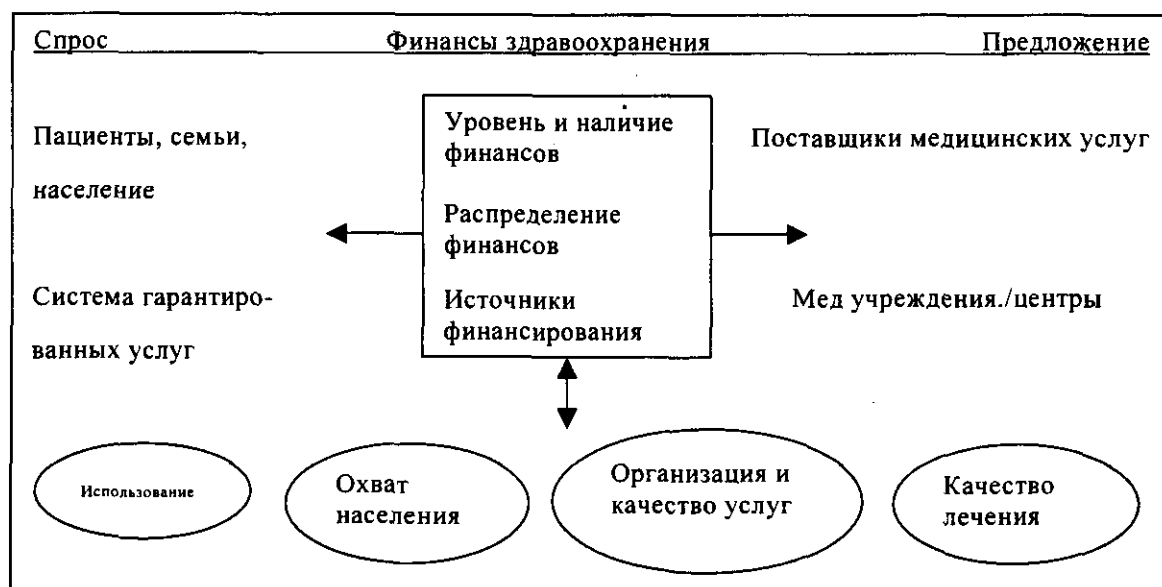 Спрос Финансы здравоохранения Предложение
Пациенты, семьи,
население
Уровень и наличие
финансов
Распределение
финансов
Источники
финансирования
Поставщики медицинских услуг
Система гарантиро-
ванных услуг
Мед учреждения./центры
Использование
Охват
населения
Организация и
качество услуг
Качество
лечения